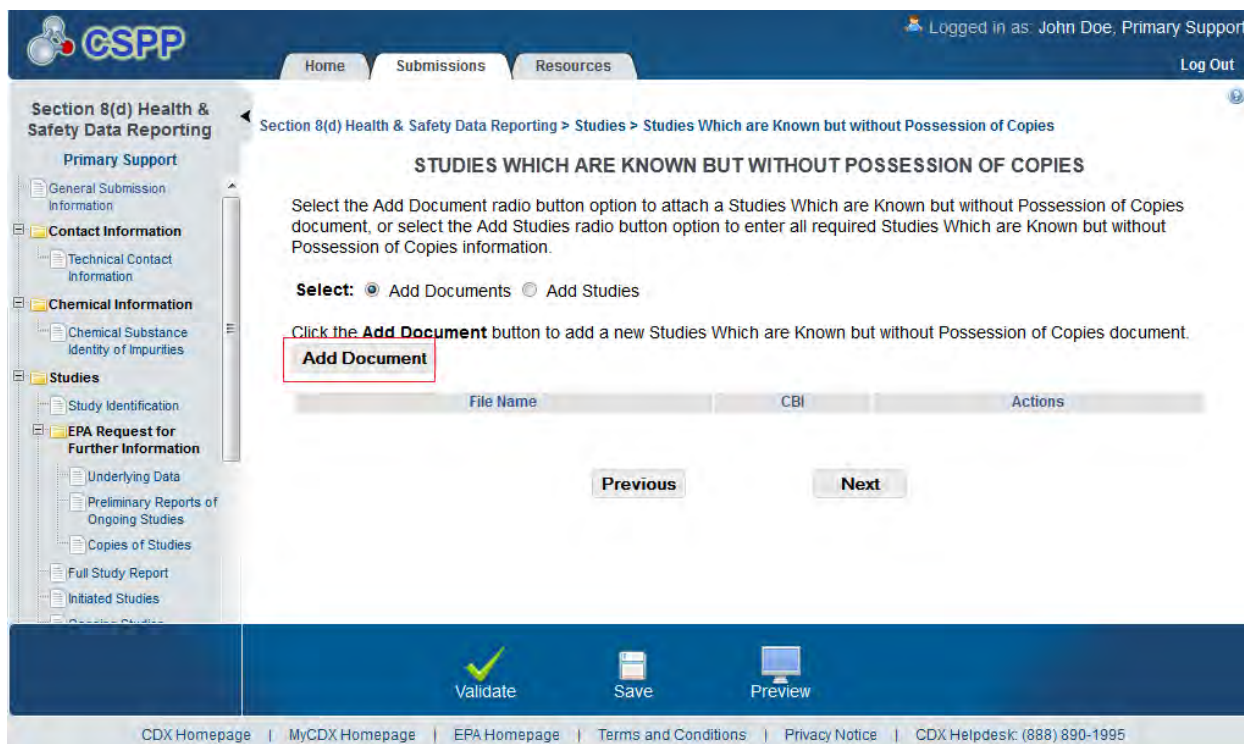 CSPP
Logged in as: John Doe, Primary Support
Home Submissions Resources
Log Out
Section 8(d) Health &
Safety Data Reporting
Primary Support
General Submission
Information
Contact Information
Technical Contact
Information
Chemical Information
Chemical Substance
Identity of Impurities
Studies
Study Identification
EPA Request for
Further Information
Underlying Data
Preliminary Reports of
Ongoing Studies
Copies of Studies
Full Study Report
Initiated Studies
Ongoing Studies
Section 8(d) Health & Safety Data Reporting > Studies > Studies Which are Known but without Possession of Copies
STUDIES WHICH ARE KNOWN BUT WITHOUT POSSESSION OF COPIES
Select the Add Document radio button option to attach a Studies Which are Known but without Possession of Copies
document, or select the Add Studies radio button option to enter all required Studies Which are Known but without
Possession of Copies information.
Select: Add Documents Add Studies
Click the Add Document button to add a new Studies Which are Known but without Possession of Copies document.
Add Document
File Name CBI Actions
Previous Next
Validate Save Preview
CDX Homepage | MyCDX Homepage | EPA Homepage | Terms and Conditions | Privacy Notice | CDX Helpdesk: (888) 890-1995